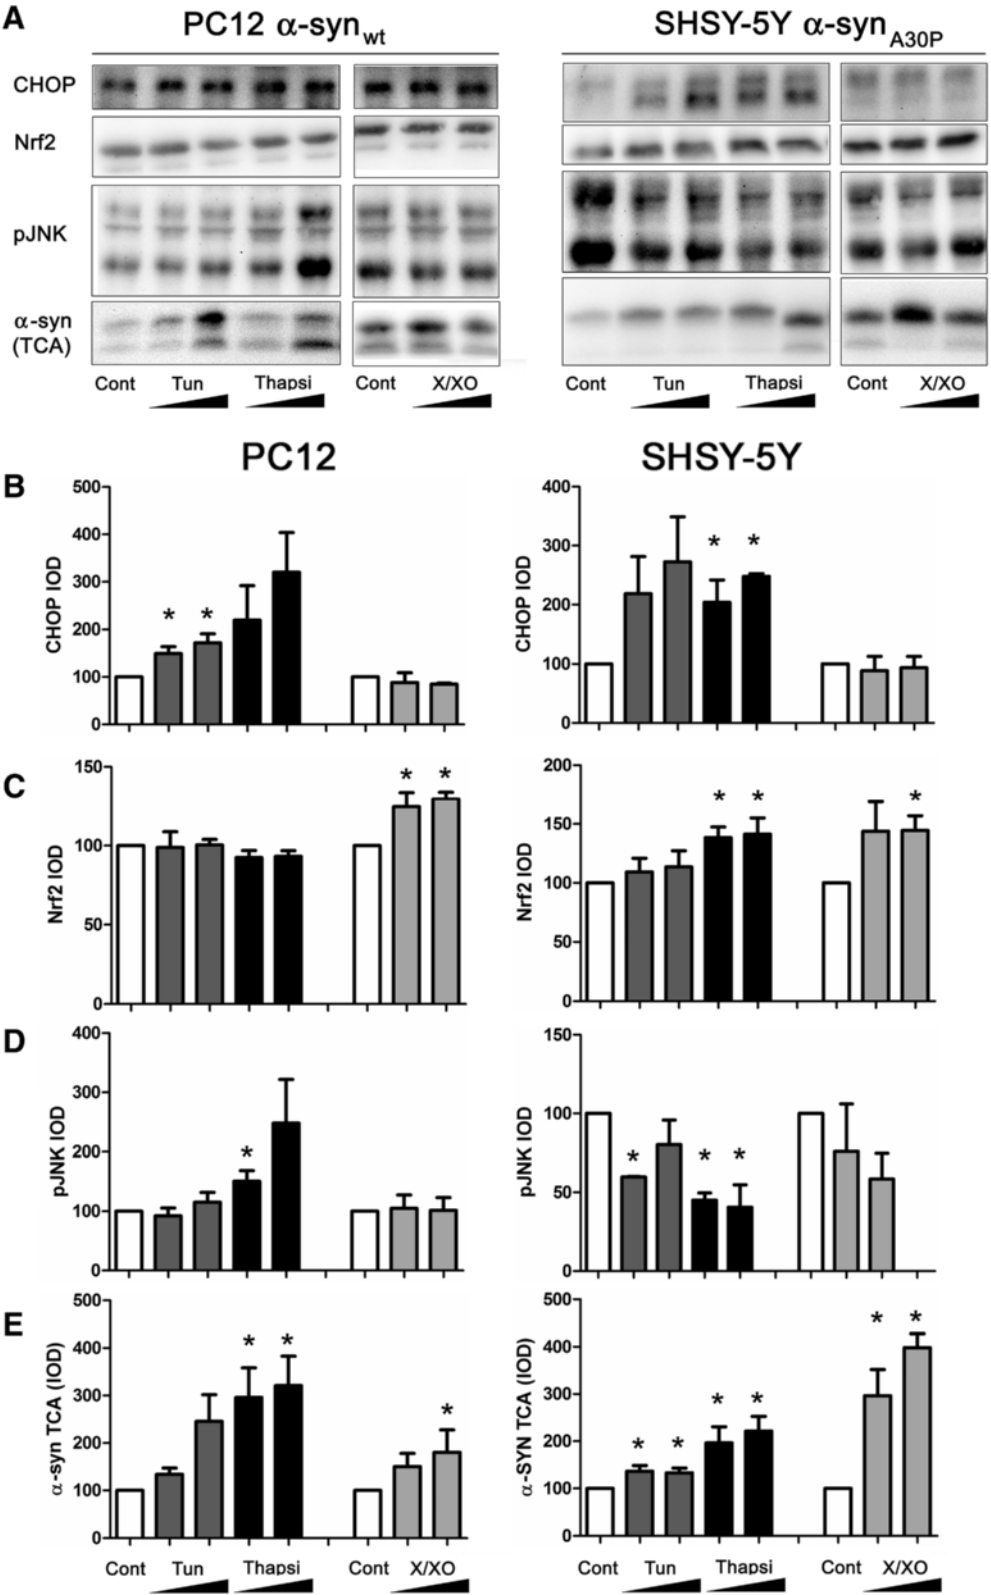 A
PC12 α-syn wt
SHSY-5Y α-syn A30P
CHOP
Nrf2
pJNK
α-syn
(TCA)
Cont Tun Thapsi Cont X/XO
Cont Tun Thapsi Cont X/XO
PC12
SHSY-5Y
B
CHOP IOD
500
400
300
200
100
0
* *
CHOP IOD
400
300
200
100
0
* *
C
Nrf2 IOD
150
100
50
0
* *
Nrf2 IOD
200
150
100
50
0
* * *
D
pJNK IOD
400
300
200
100
0
*
pJNK IOD
150
100
50
0
* * *
E
α-syn TCA (IOD)
500
400
300
200
100
0
* * *
Cont Tun Thapsi Cont X/XO
α-SYN TCA (IOD)
500
400
300
200
100
0
* * * * * *
Cont Tun Thapsi Cont X/XO